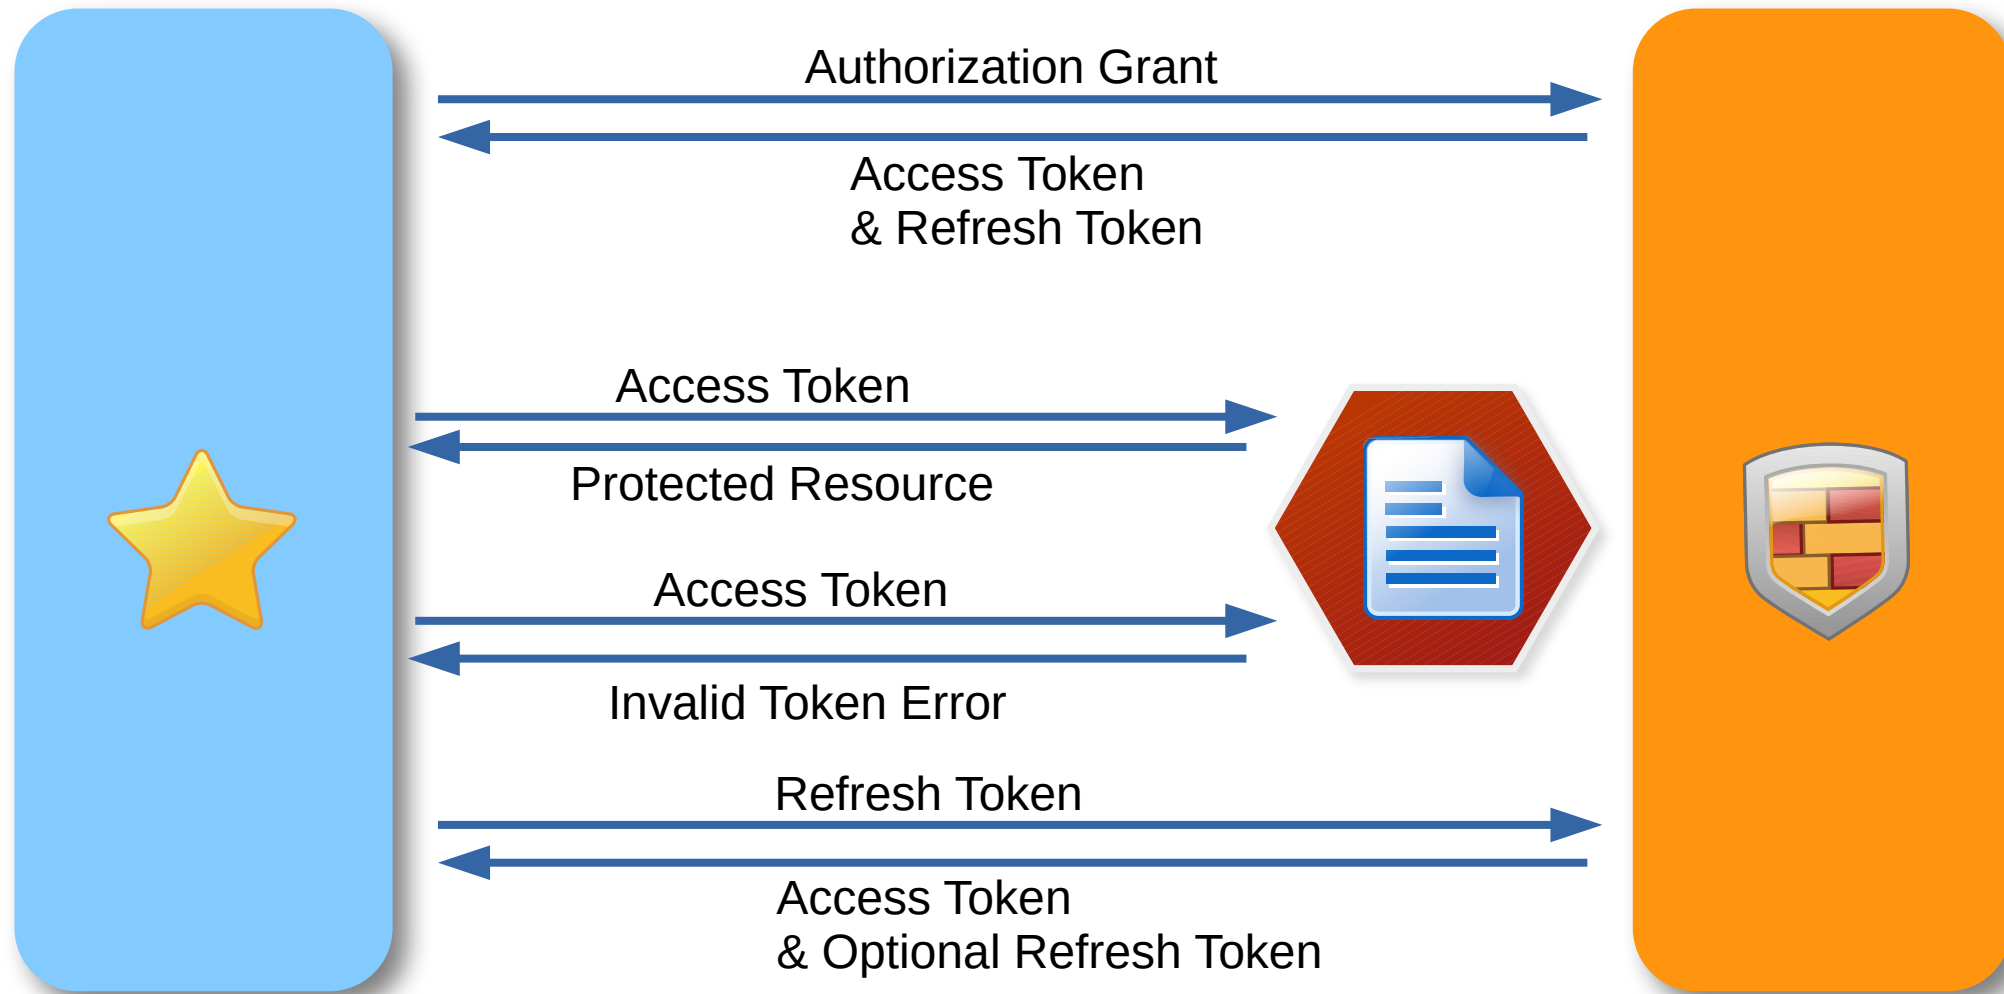 Authorization Grant
Access Token
& Refresh Token
Access Token
Protected Resource
Access Token
Invalid Token Error
Refresh Token
Access Token
& Optional Refresh Token